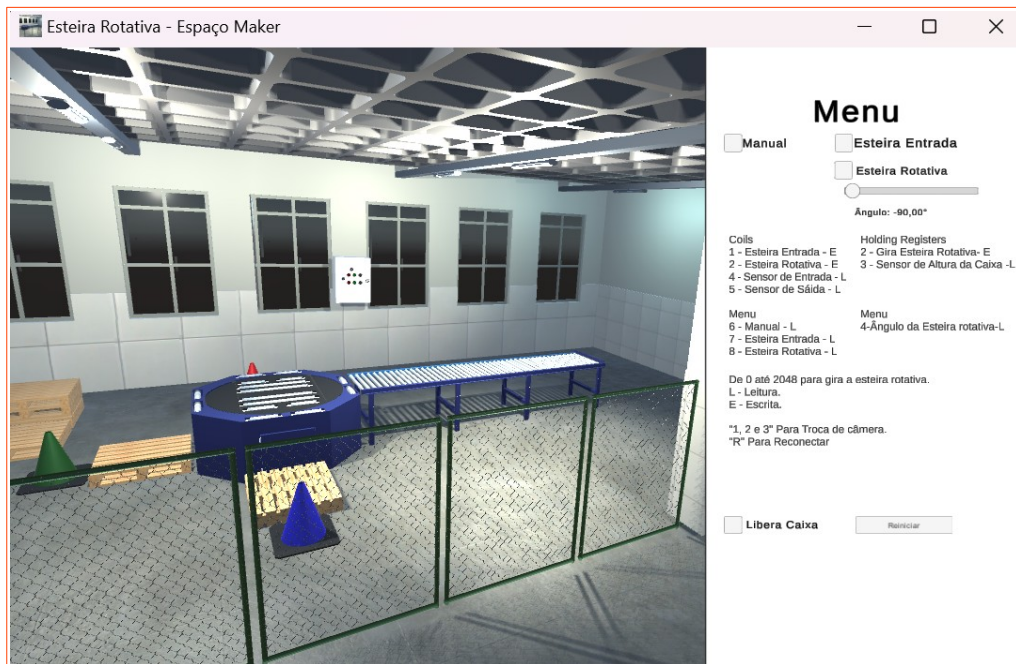 Esteira Rotativa - Espaço Maker
Menu
Manual
Esteira Entrada
Esteira Rotativa
Ângulo: -90,00°
Coils
1 - Esteira Entrada - E
2 - Esteira Rotativa - E
4 - Sensor de Entrada - L
5 - Sensor de Sáida - L
Holding Registers
2 - Gira Esteira Rotativa- E
3 - Sensor de Altura da Caixa -L
Menu
6 - Manual - L
7 - Esteira Entrada - L
8 - Esteira Rotativa - L
Menu
4-Ângulo da Esteira rotativa-L
De 0 até 2048 para gira a esteira rotativa.
L - Leitura.
E - Escrita.
"1, 2 e 3" Para Troca de câmera.
"R" Para Reconectar
Libera Caixa
Reiniciar